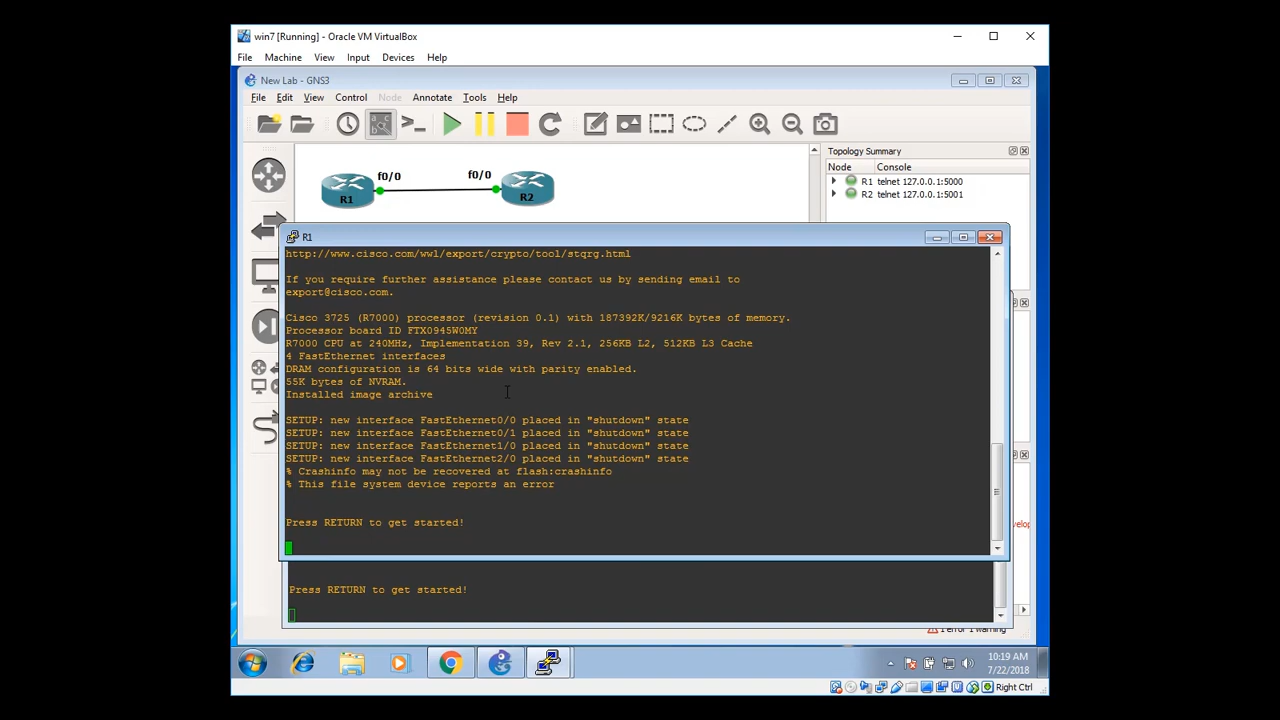 win7 [Running] - Oracle VM VirtualBox
File Machine View Input Devices Help
New Lab - GNS3
File Edit View Control Node Annotate Tools Help
Topology Summary
Node Console
R1 telnet 127.0.0.1:5000
R2 telnet 127.0.0.1:5001
f0/0 f0/0
R1 R2
R1
http://www.cisco.com/wwl/export/crypto/tool/stqrg.html
If you require further assistance please contact us by sending email to
export@cisco.com.
Cisco 3725 (R7000) processor (revision 0.1) with 187392K/9216K bytes of memory.
Processor board ID FTX0945W0MY
R7000 CPU at 240MHz, Implementation 39, Rev 2.1, 256KB L2, 512KB L3 Cache
4 FastEthernet interfaces
DRAM configuration is 64 bits wide with parity enabled.
55K bytes of NVRAM.
Installed image archive
SETUP: new interface FastEthernet0/0 placed in "shutdown" state
SETUP: new interface FastEthernet0/1 placed in "shutdown" state
SETUP: new interface FastEthernet1/0 placed in "shutdown" state
SETUP: new interface FastEthernet2/0 placed in "shutdown" state
% Crashinfo may not be recovered at flash:crashinfo
% This file system device reports an error
Press RETURN to get started!
Press RETURN to get started!
1 error 1 warning
10:19 AM
7/22/2018
Right Ctrl